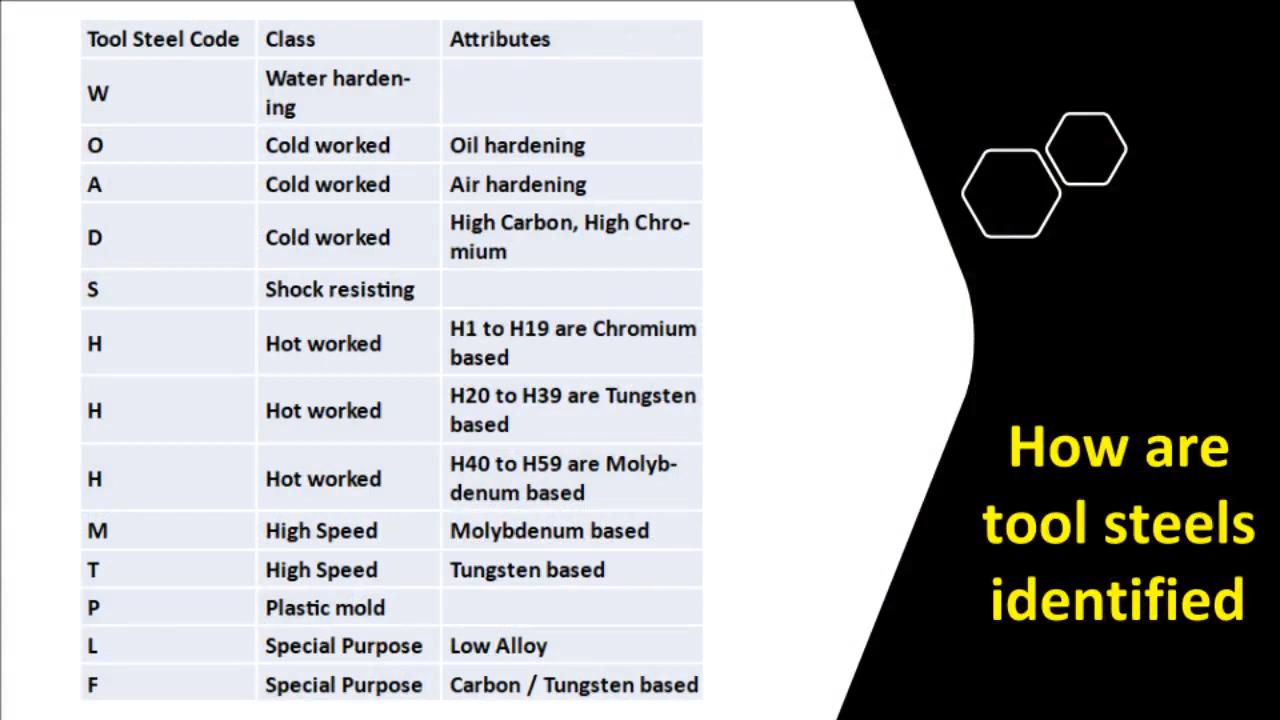 Tool Steel Code Class Attributes
W Water harden-
ing
O Cold worked Oil hardening
A Cold worked Air hardening
D Cold worked High Carbon, High Chro-
mium
S Shock resisting
H Hot worked H1 to H19 are Chromium
based
H Hot worked H20 to H39 are Tungsten
based
H Hot worked H40 to H59 are Molyb-
denum based
M High Speed Molybdenum based
T High Speed Tungsten based
P Plastic mold
L Special Purpose Low Alloy
F Special Purpose Carbon / Tungsten based
How are
tool steels
identified